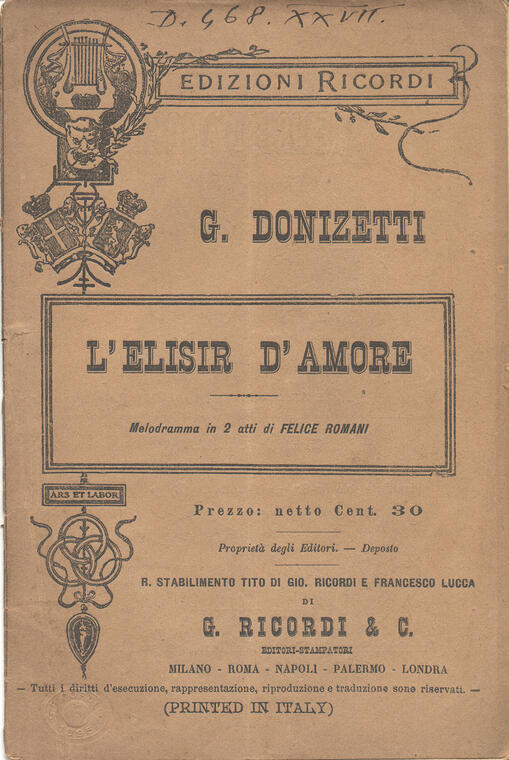 D. 468. XXVII.
EDIZIONI RICORDI
G. DONIZETTI
L'ELISIR D'AMORE
Melodramma in 2 atti di FELICE ROMANI
ARS ET LABOR
Prezzo: netto Cent. 30
Proprietà degli Editori. — Deposto
R. STABILIMENTO TITO DI GIO. RICORDI E FRANCESCO LUCCA
DI
G. RICORDI & C.
EDITORI-STAMPATORI
MILANO - ROMA - NAPOLI - PALERMO - LONDRA
— Tutti i diritti d'esecuzione, rappresentazione, riproduzione e traduzione sono riservati. —
(PRINTED IN ITALY)